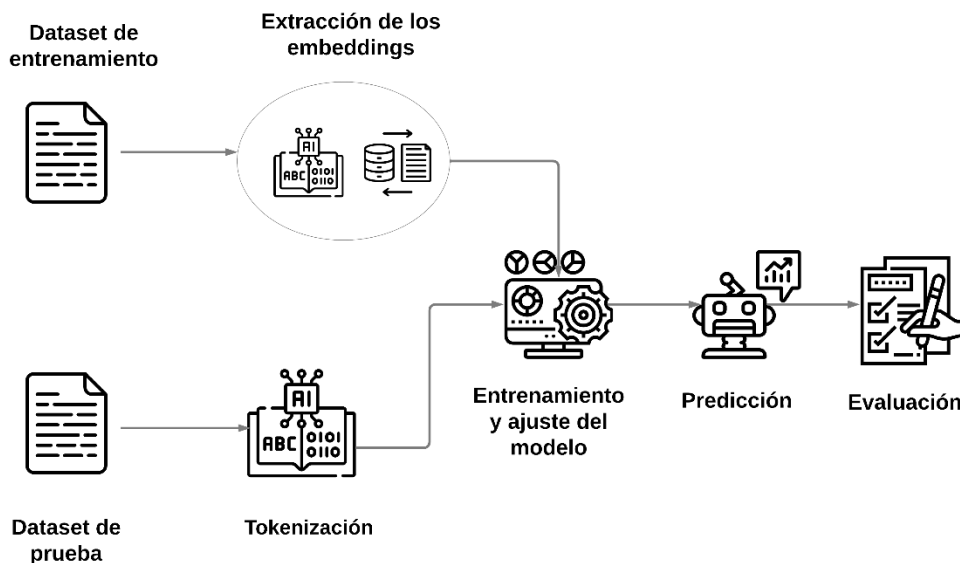 Dataset de
entrenamiento
Extracción de los
embeddings
AI
ABC
0101
0110
Entrenamiento
y ajuste del
modelo
Predicción
Evaluación
AI
ABC
0101
0110
Dataset de
prueba
Tokenización